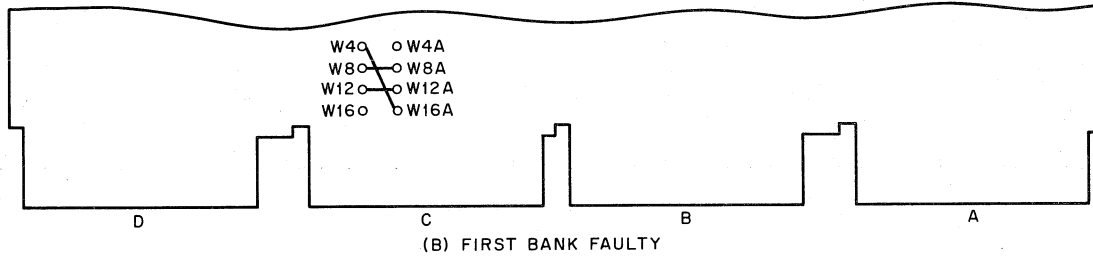 W4 W4A
W8 W8A
W12 W12A
W16 W16A
D C B A
(B) FIRST BANK FAULTY